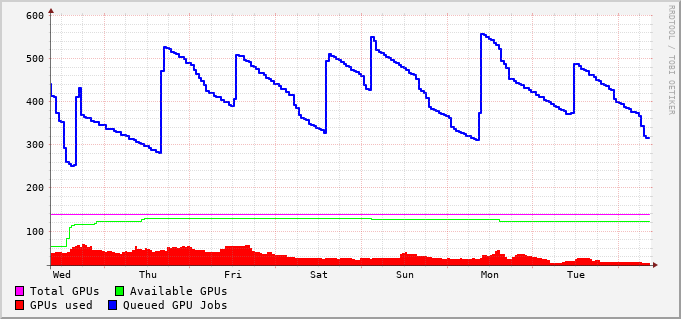 600
500
400
300
200
100
Wed Thu Fri Sat Sun Mon Tue
Total GPUs Available GPUs
GPUs used Queued GPU Jobs
RRDTOOL / TOBI OETIKER